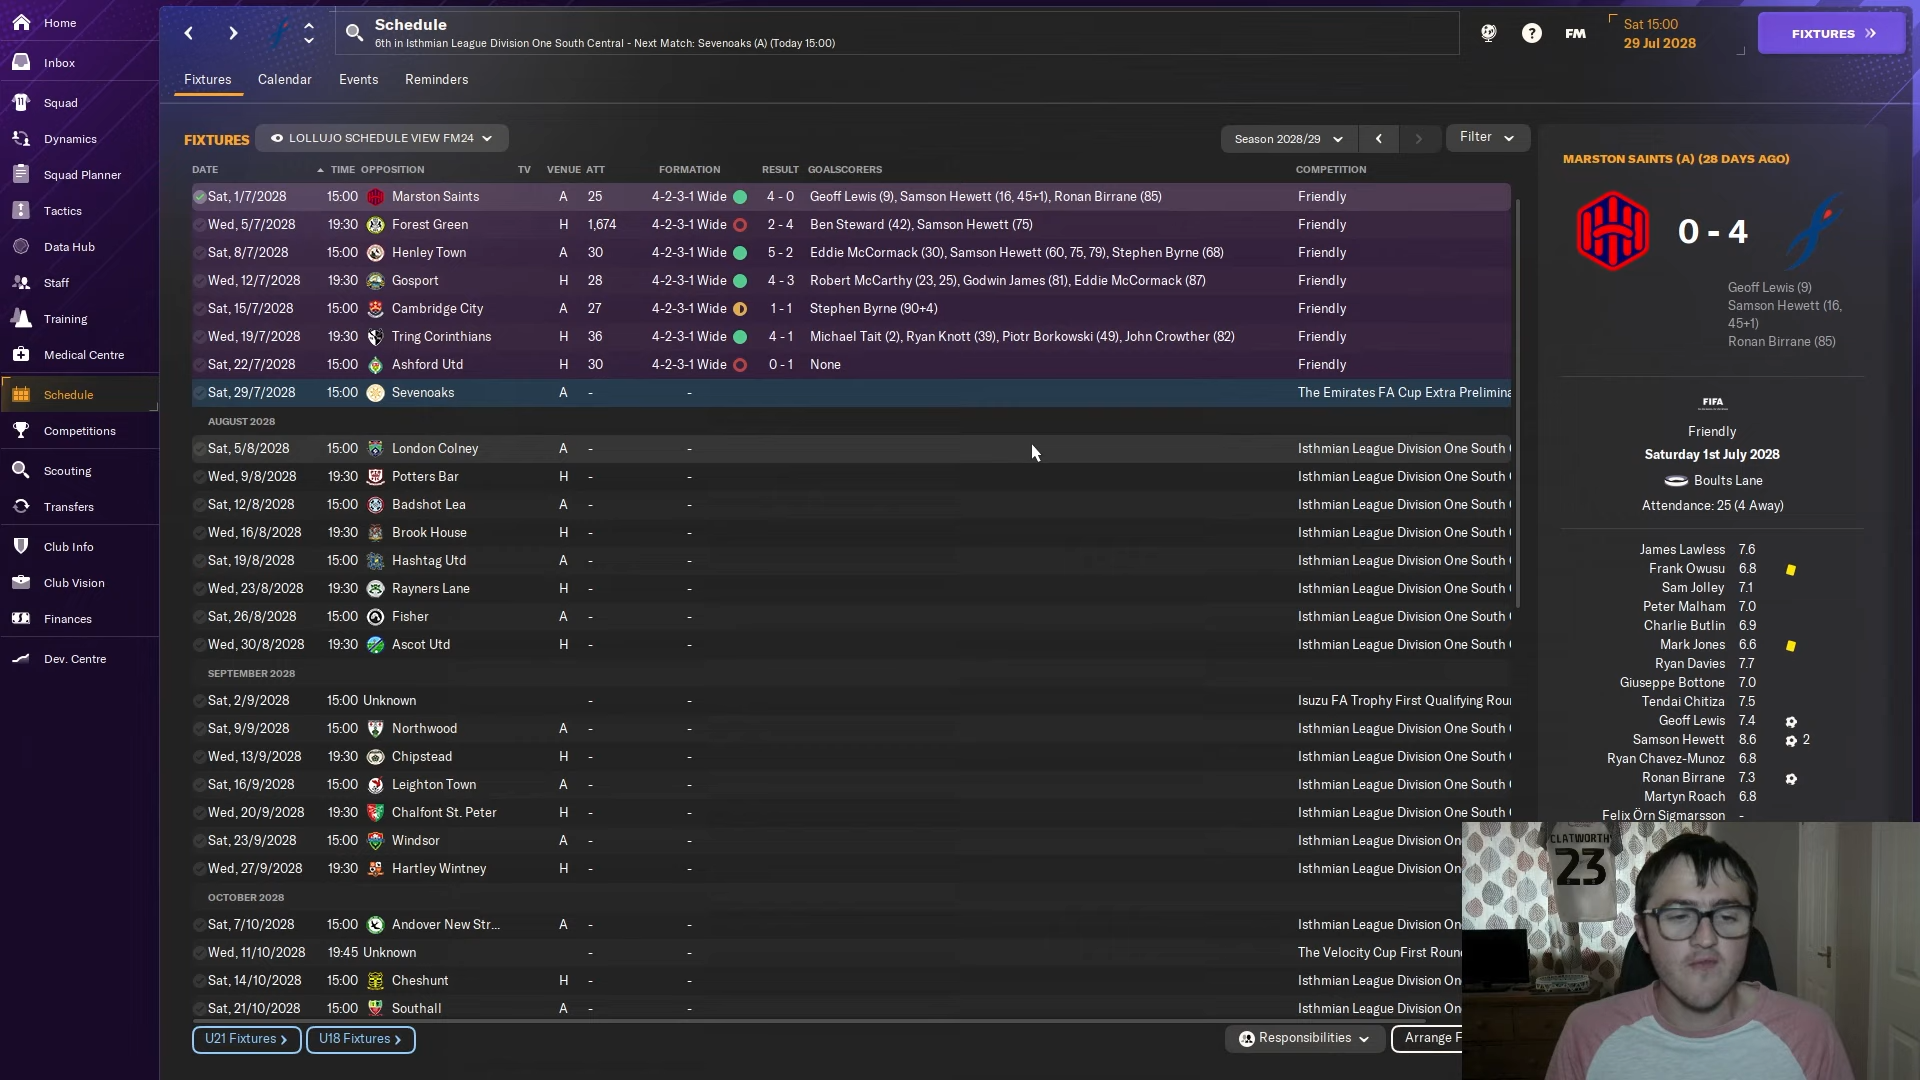 Home
Inbox
Squad
Dynamics
Squad Planner
Tactics
Data Hub
Staff
Training
Medical Centre
Schedule
Competitions
Scouting
Transfers
Club Info
Club Vision
Finances
Dev. Centre
Schedule
6th in Isthmian League Division One South Central - Next Match: Sevenoaks (A) (Today 15:00)
?
FM
Sat 15:00
29 Jul 2028
FIXTURES
Fixtures Calendar Events Reminders
FIXTURES LOLLUJO SCHEDULE VIEW FM24 Season 2028/29 Filter
DATE TIME OPPOSITION TV VENUE ATT FORMATION RESULT GOALSCORERS COMPETITION
Sat, 1/7/2028 15:00 Marston Saints A 25 4-2-3-1 Wide 4 - 0 Geoff Lewis (9), Samson Hewett (16, 45+1), Ronan Birrane (85) Friendly
Wed, 5/7/2028 19:30 Forest Green H 1,674 4-2-3-1 Wide 2 - 4 Ben Steward (42), Samson Hewett (75) Friendly
Sat, 8/7/2028 15:00 Henley Town A 30 4-2-3-1 Wide 5 - 2 Eddie McCormack (30), Samson Hewett (60, 75, 79), Stephen Byrne (68) Friendly
Wed, 12/7/2028 19:30 Gosport H 28 4-2-3-1 Wide 4 - 3 Robert McCarthy (23, 25), Godwin James (81), Eddie McCormack (87) Friendly
Sat, 15/7/2028 15:00 Cambridge City A 27 4-2-3-1 Wide 1 - 1 Stephen Byrne (90+4) Friendly
Wed, 19/7/2028 19:30 Tring Corinthians H 36 4-2-3-1 Wide 4 - 1 Michael Tait (2), Ryan Knott (39), Piotr Borkowski (49), John Crowther (82) Friendly
Sat, 22/7/2028 15:00 Ashford Utd H 30 4-2-3-1 Wide 0 - 1 None Friendly
Sat, 29/7/2028 15:00 Sevenoaks A - - The Emirates FA Cup Extra Prelimina
AUGUST 2028
Sat, 5/8/2028 15:00 London Colney A - - Isthmian League Division One South
Wed, 9/8/2028 19:30 Potters Bar H - - Isthmian League Division One South
Sat, 12/8/2028 15:00 Badshot Lea A - - Isthmian League Division One South
Wed, 16/8/2028 19:30 Brook House H - - Isthmian League Division One South
Sat, 19/8/2028 15:00 Hashtag Utd A - - Isthmian League Division One South
Wed, 23/8/2028 19:30 Rayners Lane H - - Isthmian League Division One South
Sat, 26/8/2028 15:00 Fisher A - - Isthmian League Division One South
Wed, 30/8/2028 19:30 Ascot Utd H - - Isthmian League Division One South
SEPTEMBER 2028
Sat, 2/9/2028 15:00 Unknown - - Isuzu FA Trophy First Qualifying Rou
Sat, 9/9/2028 15:00 Northwood A - - Isthmian League Division One South
Wed, 13/9/2028 19:30 Chipstead H - - Isthmian League Division One South
Sat, 16/9/2028 15:00 Leighton Town A - - Isthmian League Division One South
Wed, 20/9/2028 19:30 Chalfont St. Peter H - - Isthmian League Division One South
Sat, 23/9/2028 15:00 Windsor A - - Isthmian League Division On
Wed, 27/9/2028 19:30 Hartley Wintney H - - Isthmian League Division On
OCTOBER 2028
Sat, 7/10/2028 15:00 Andover New Str... A - - Isthmian League Division On
Wed, 11/10/2028 19:45 Unknown - - The Velocity Cup First Round
Sat, 14/10/2028 15:00 Cheshunt H - - Isthmian League Division On
Sat, 21/10/2028 15:00 Southall A - - Isthmian League Division On
U21 Fixtures U18 Fixtures Responsibilities Arrange F
MARSTON SAINTS (A) (28 DAYS AGO)
0 - 4
Geoff Lewis (9)
Samson Hewett (16,
45+1)
Ronan Birrane (85)
FIFA
Friendly
Saturday 1st July 2028
Boults Lane
Attendance: 25 (4 Away)
James Lawless 7.6
Frank Owusu 6.8
Sam Jolley 7.1
Peter Malham 7.0
Charlie Butlin 6.9
Mark Jones 6.6
Ryan Davies 7.7
Giuseppe Bottone 7.0
Tendai Chitiza 7.5
Geoff Lewis 7.4
Samson Hewett 8.6 2
Ryan Chavez-Munoz 6.8
Ronan Birrane 7.3
Martyn Roach 6.8
Felix Örn Sigmarsson -
CLATWORTHY
23